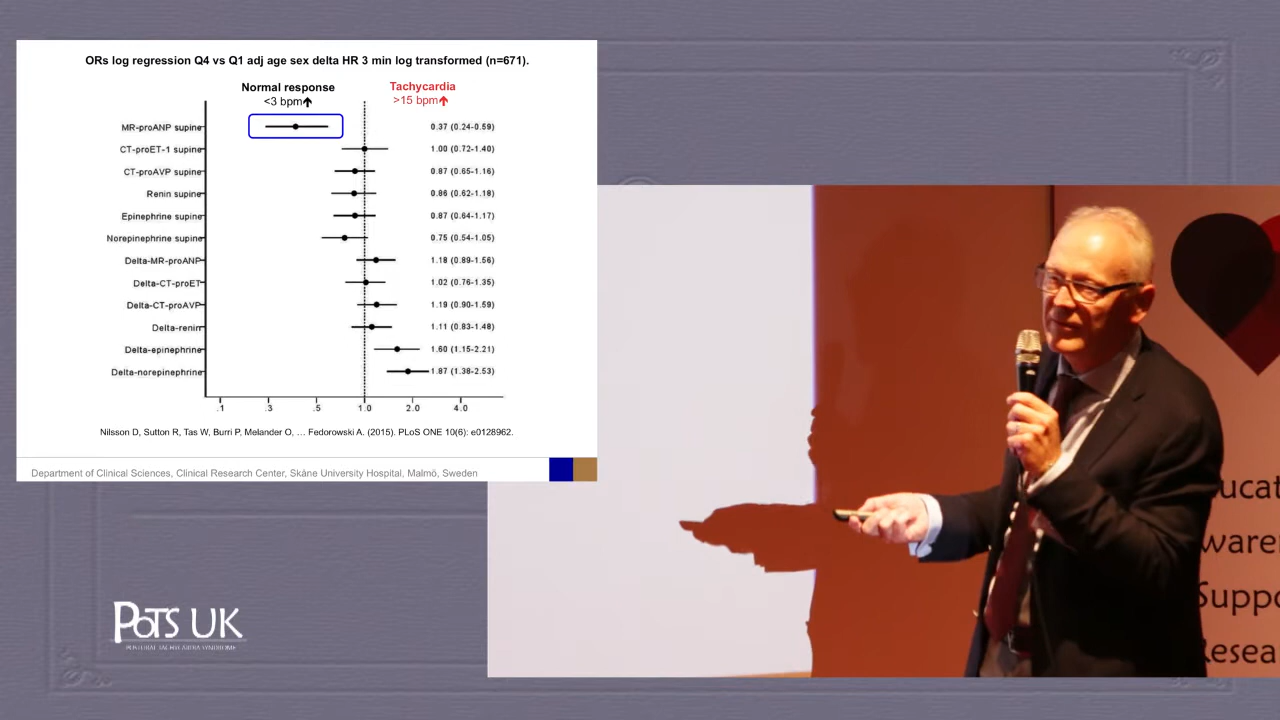 ORs log regression Q4 vs Q1 adj age sex delta HR 3 min log transformed (n=671).
Normal response
<3 bpm↑
Tachycardia
>15 bpm↑
MR-proANP supine 0.37 (0.24-0.59)
CT-proET-1 supine 1.00 (0.72-1.40)
CT-proAVP supine 0.87 (0.65-1.16)
Renin supine 0.86 (0.62-1.18)
Epinephrine supine 0.87 (0.64-1.17)
Norepinephrine supine 0.75 (0.54-1.05)
Delta-MR-proANP 1.18 (0.89-1.56)
Delta-CT-proET 1.02 (0.76-1.35)
Delta-CT-proAVP 1.19 (0.90-1.59)
Delta-renin 1.11 (0.83-1.48)
Delta-epinephrine 1.60 (1.15-2.21)
Delta-norepinephrine 1.87 (1.38-2.53)
.1 .3 .5 1.0 2.0 4.0
Nilsson D, Sutton R, Tas W, Burri P, Melander O, … Fedorowski A. (2015). PLoS ONE 10(6): e0128962.
Department of Clinical Sciences, Clinical Research Center, Skåne University Hospital, Malmö, Sweden
PoTS UK
POSTURAL TACHYCARDIA SYNDROME
ucat
ware
Suppo
esea